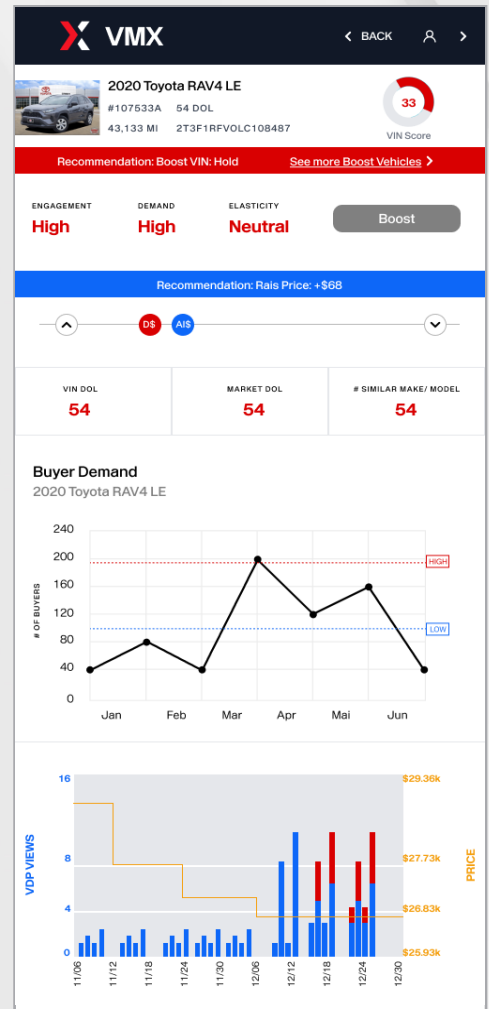 VMX
BACK
2020 Toyota RAV4 LE
#107533A 54 DOL
43,133 MI 2T3F1RFVOLC108487
33
VIN Score
Recommendation: Boost VIN: Hold See more Boost Vehicles
ENGAGEMENT DEMAND ELASTICITY
High High Neutral
Boost
Recommendation: Rais Price: +$68
D$ AI$
VIN DOL MARKET DOL # SIMILAR MAKE/ MODEL
54 54 54
Buyer Demand
2020 Toyota RAV4 LE
# OF BUYERS
240
200
160
120
80
40
0
HIGH
LOW
Jan Feb Mar Apr Mai Jun
VDP VIEWS
16
8
4
0
$29.36k
$27.73k
$26.83k
$25.93k
PRICE
11/06 11/12 11/18 11/24 11/30 12/06 12/12 12/18 12/24 12/30